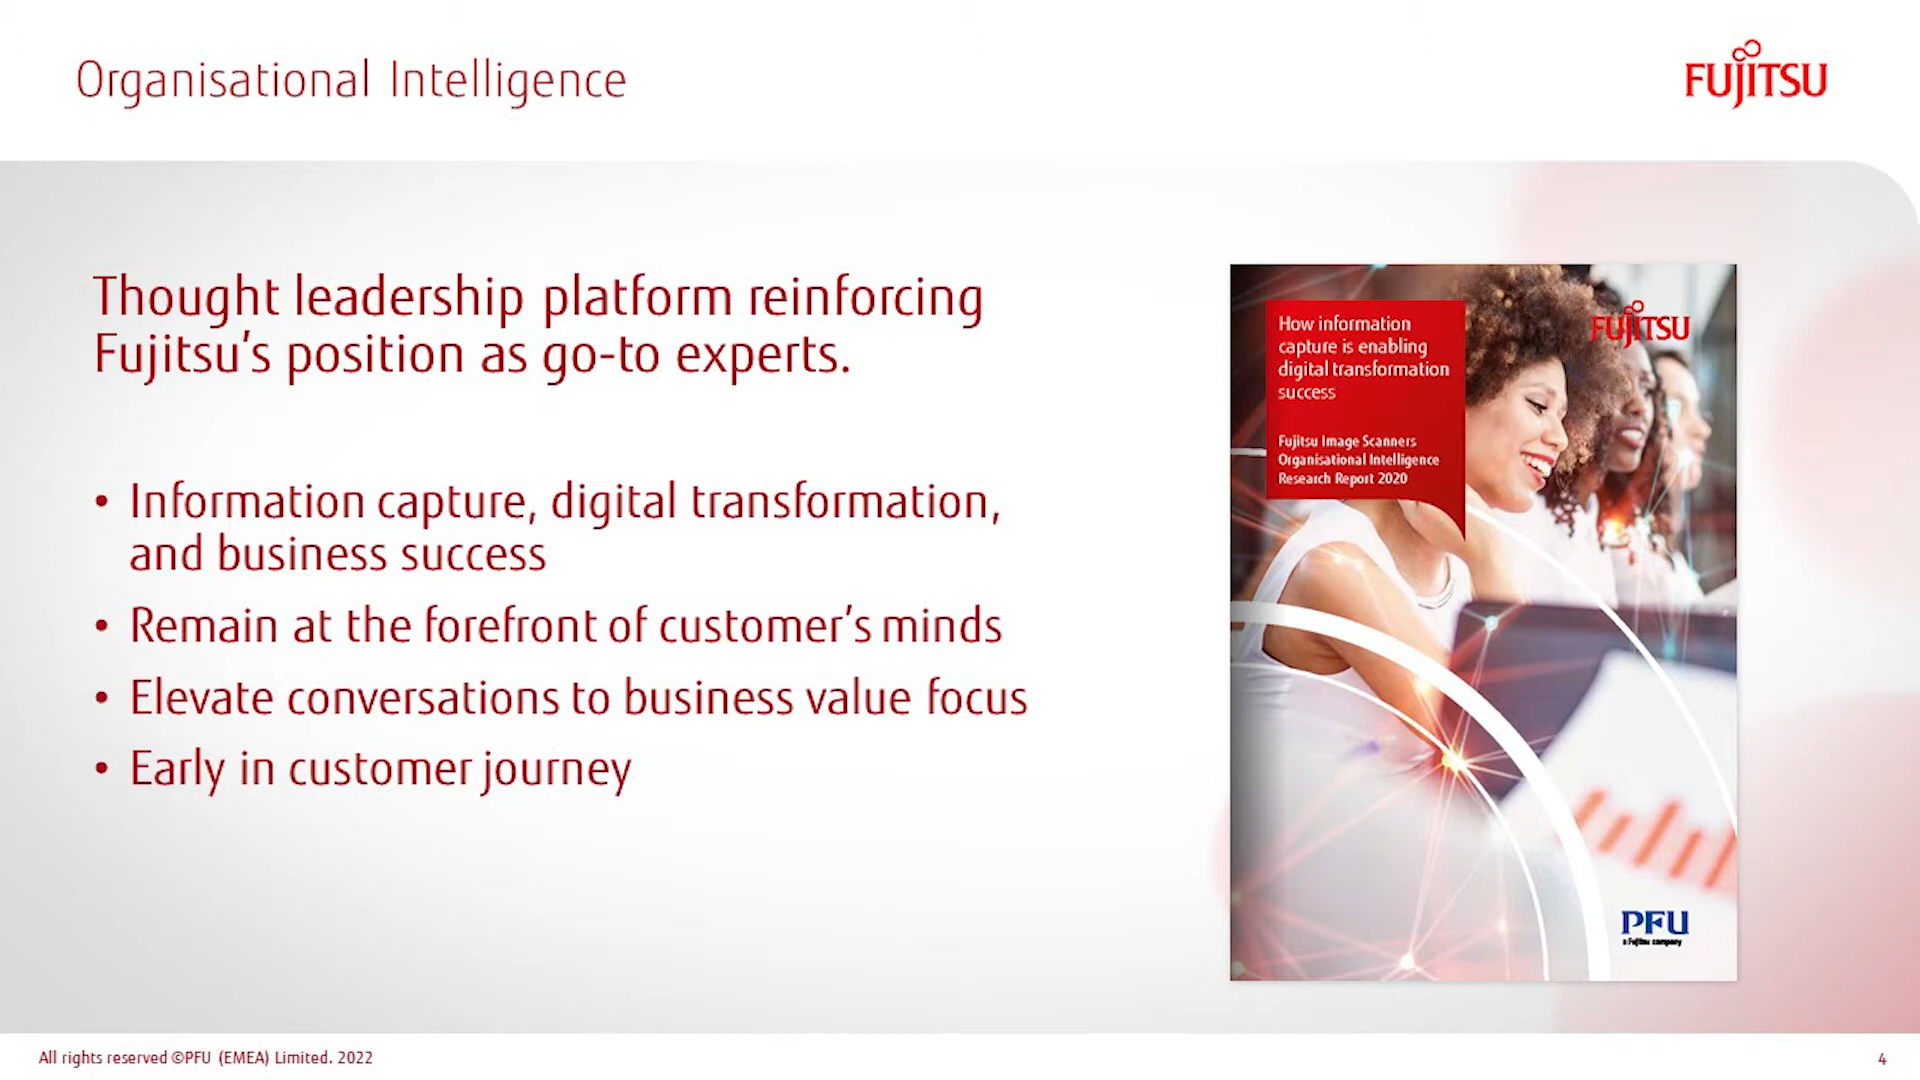 Organisational Intelligence
FUJITSU
Thought leadership platform reinforcing
Fujitsu's position as go-to experts.
• Information capture, digital transformation,
and business success
• Remain at the forefront of customer's minds
• Elevate conversations to business value focus
• Early in customer journey
How information
capture is enabling
digital transformation
success
Fujitsu Image Scanners
Organisational Intelligence
Research Report 2020
FUJITSU
PFU
a Fujitsu company
All rights reserved ©PFU (EMEA) Limited. 2022
4